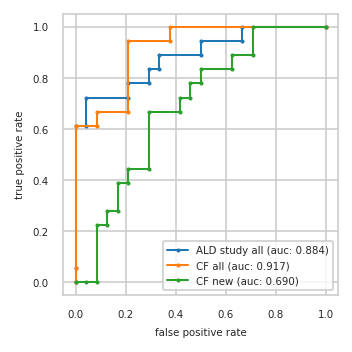 1.0
0.8
0.6
0.4
0.2
0.0
true positive rate
ALD study all (auc: 0.884)
CF all (auc: 0.917)
CF new (auc: 0.690)
0.0 0.2 0.4 0.6 0.8 1.0
false positive rate